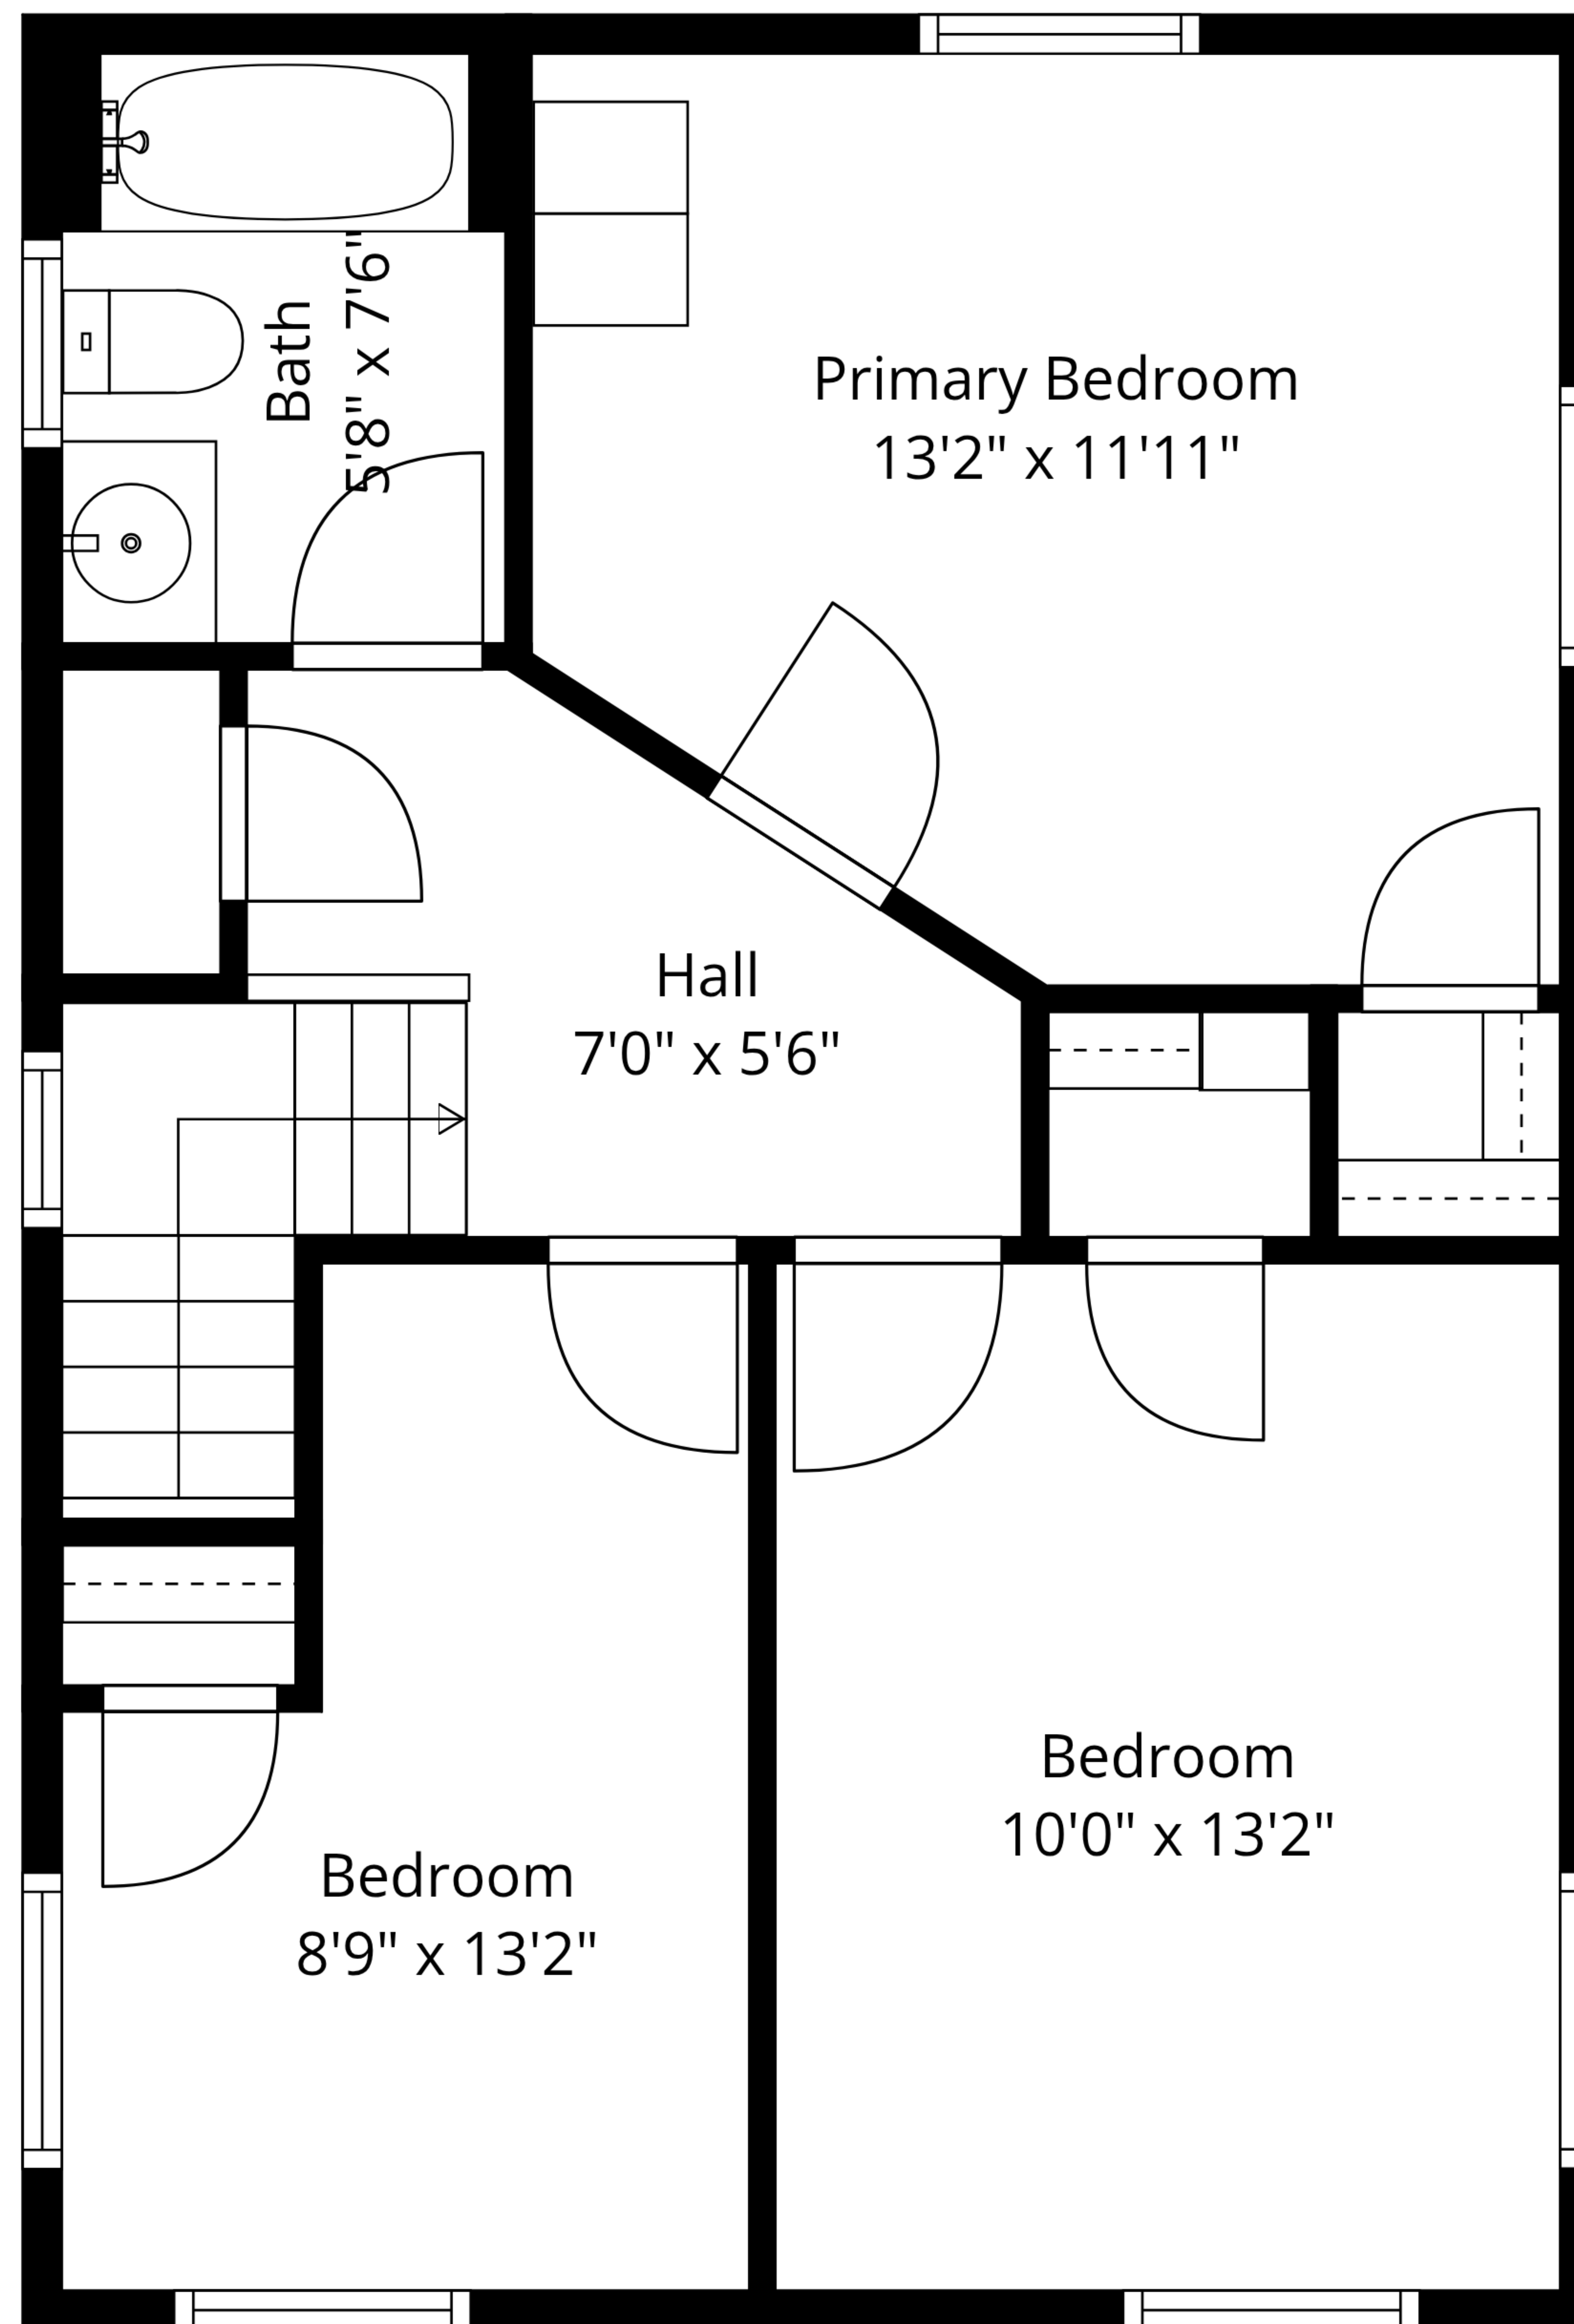 Bath
5'8" x 7'6"
Primary Bedroom
13'2" x 11'11"
Hall
7'0" x 5'6"
Bedroom
10'0" x 13'2"
Bedroom
8'9" x 13'2"